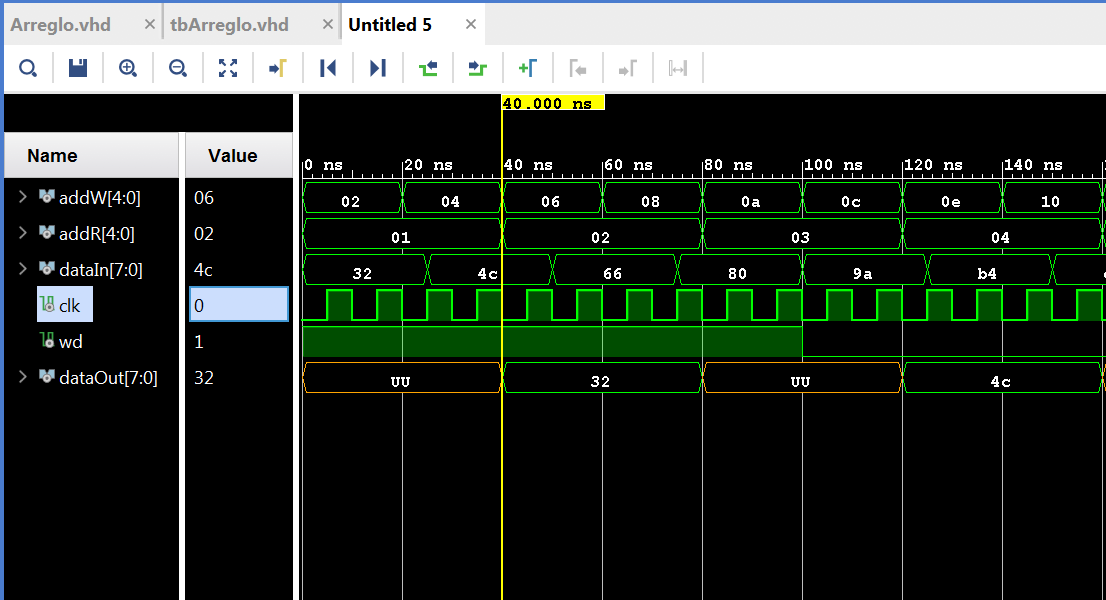 Arreglo.vhd × tbArreglo.vhd × Untitled 5 ×
40.000 ns
Name Value
0 ns 20 ns 40 ns 60 ns 80 ns 100 ns 120 ns 140 ns
addW[4:0] 06 02 04 06 08 0a 0c 0e 10
addR[4:0] 02 01 02 03 04
dataIn[7:0] 4c 32 4c 66 80 9a b4
clk 0
wd 1
dataOut[7:0] 32 UU 32 UU 4c